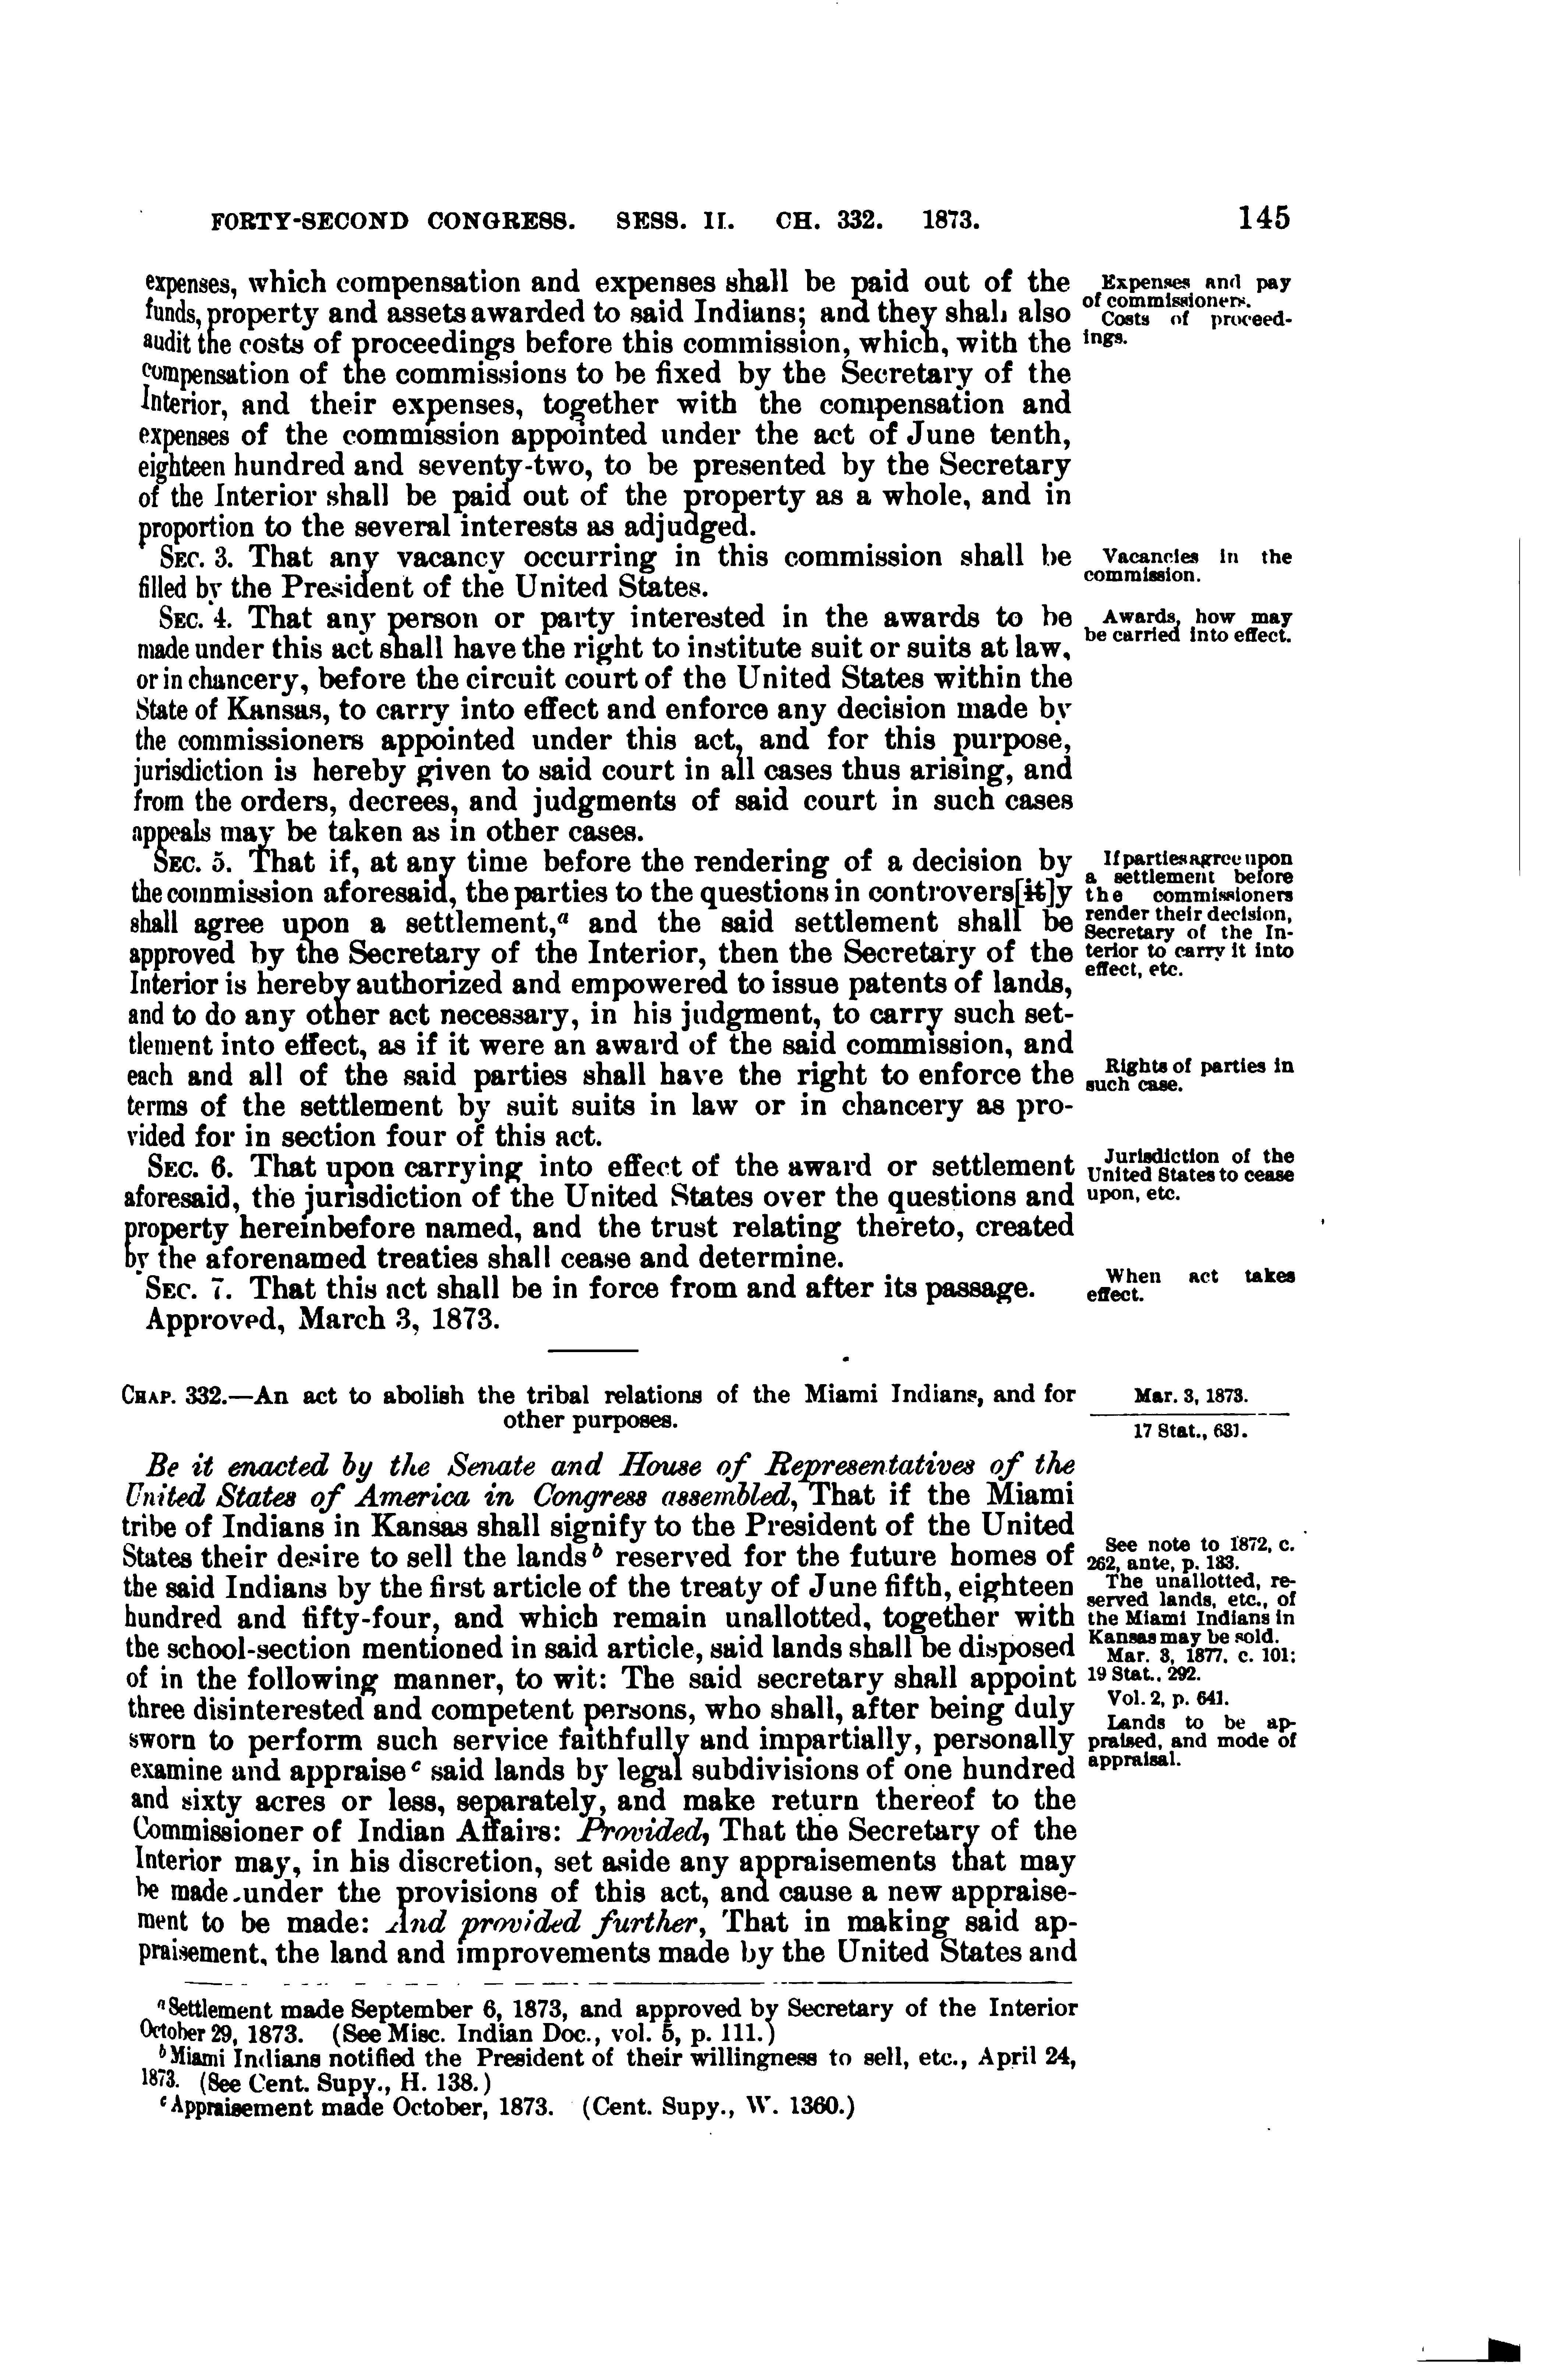 FORTY-SECOND CONGRESS. SESS. II. CH. 332. 1873. 145
expenses, which compensation and expenses shall be paid out of the
funds, property and assets awarded to said Indians; and they shall also
audit the costs of proceedings before this commission, which, with the
compensation of the commissions to be fixed by the Secretary of the
Interior, and their expenses, together with the compensation and
expenses of the commission appointed under the act of June tenth,
eighteen hundred and seventy-two, to be presented by the Secretary
of the Interior shall be paid out of the property as a whole, and in
proportion to the several interests as adjudged.
Expenses and pay
of commissioners.
Costs of proceed-
ings.
SEC. 3. That any vacancy occurring in this commission shall be
filled by the President of the United States.
Vacancies in the
commission.
SEC. 4. That any person or party interested in the awards to be
made under this act shall have the right to institute suit or suits at law,
or in chancery, before the circuit court of the United States within the
State of Kansas, to carry into effect and enforce any decision made by
the commissioners appointed under this act, and for this purpose,
jurisdiction is hereby given to said court in all cases thus arising, and
from the orders, decrees, and judgments of said court in such cases
appeals may be taken as in other cases.
Awards, how may
be carried into effect.
SEC. 5. That if, at any time before the rendering of a decision by
the commission aforesaid, the parties to the questions in controvers[it]y
shall agree upon a settlement,a and the said settlement shall be
approved by the Secretary of the Interior, then the Secretary of the
Interior is hereby authorized and empowered to issue patents of lands,
and to do any other act necessary, in his judgment, to carry such set-
tlement into effect, as if it were an award of the said commission, and
each and all of the said parties shall have the right to enforce the
terms of the settlement by suit suits in law or in chancery as pro-
vided for in section four of this act.
If parties agree upon
a settlement before
the commissioners
render their decision,
Secretary of the In-
terior to carry it into
effect, etc.
Rights of parties in
such case.
SEC. 6. That upon carrying into effect of the award or settlement
aforesaid, the jurisdiction of the United States over the questions and
property hereinbefore named, and the trust relating thereto, created
by the aforenamed treaties shall cease and determine.
Jurisdiction of the
United States to cease
upon, etc.
SEC. 7. That this act shall be in force from and after its passage.
Approved, March 3, 1873.
When act takes
effect.
CHAP. 332.—An act to abolish the tribal relations of the Miami Indians, and for
other purposes.
Mar. 3, 1873.
17 Stat., 631.
Be it enacted by the Senate and House of Representatives of the
United States of America in Congress assembled, That if the Miami
tribe of Indians in Kansas shall signify to the President of the United
States their desire to sell the lands b reserved for the future homes of
the said Indians by the first article of the treaty of June fifth, eighteen
hundred and fifty-four, and which remain unallotted, together with
the school-section mentioned in said article, said lands shall be disposed
of in the following manner, to wit: The said secretary shall appoint
three disinterested and competent persons, who shall, after being duly
sworn to perform such service faithfully and impartially, personally
examine and appraise c said lands by legal subdivisions of one hundred
and sixty acres or less, separately, and make return thereof to the
Commissioner of Indian Affairs: Provided, That the Secretary of the
Interior may, in his discretion, set aside any appraisements that may
be made under the provisions of this act, and cause a new appraise-
ment to be made: And provided further, That in making said ap-
praisement, the land and improvements made by the United States and
See note to 1872, c.
262, ante, p. 133.
The unallotted, re-
served lands, etc., of
the Miami Indians in
Kansas may be sold.
Mar. 3, 1877, c. 101;
19 Stat., 292.
Vol. 2, p. 641.
Lands to be ap-
praised, and mode of
appraisal.
a Settlement made September 6, 1873, and approved by Secretary of the Interior
October 29, 1873. (See Misc. Indian Doc., vol. 5, p. 111.)
b Miami Indians notified the President of their willingness to sell, etc., April 24,
1873. (See Cent. Supy., H. 138.)
c Appraisement made October, 1873. (Cent. Supy., W. 1360.)